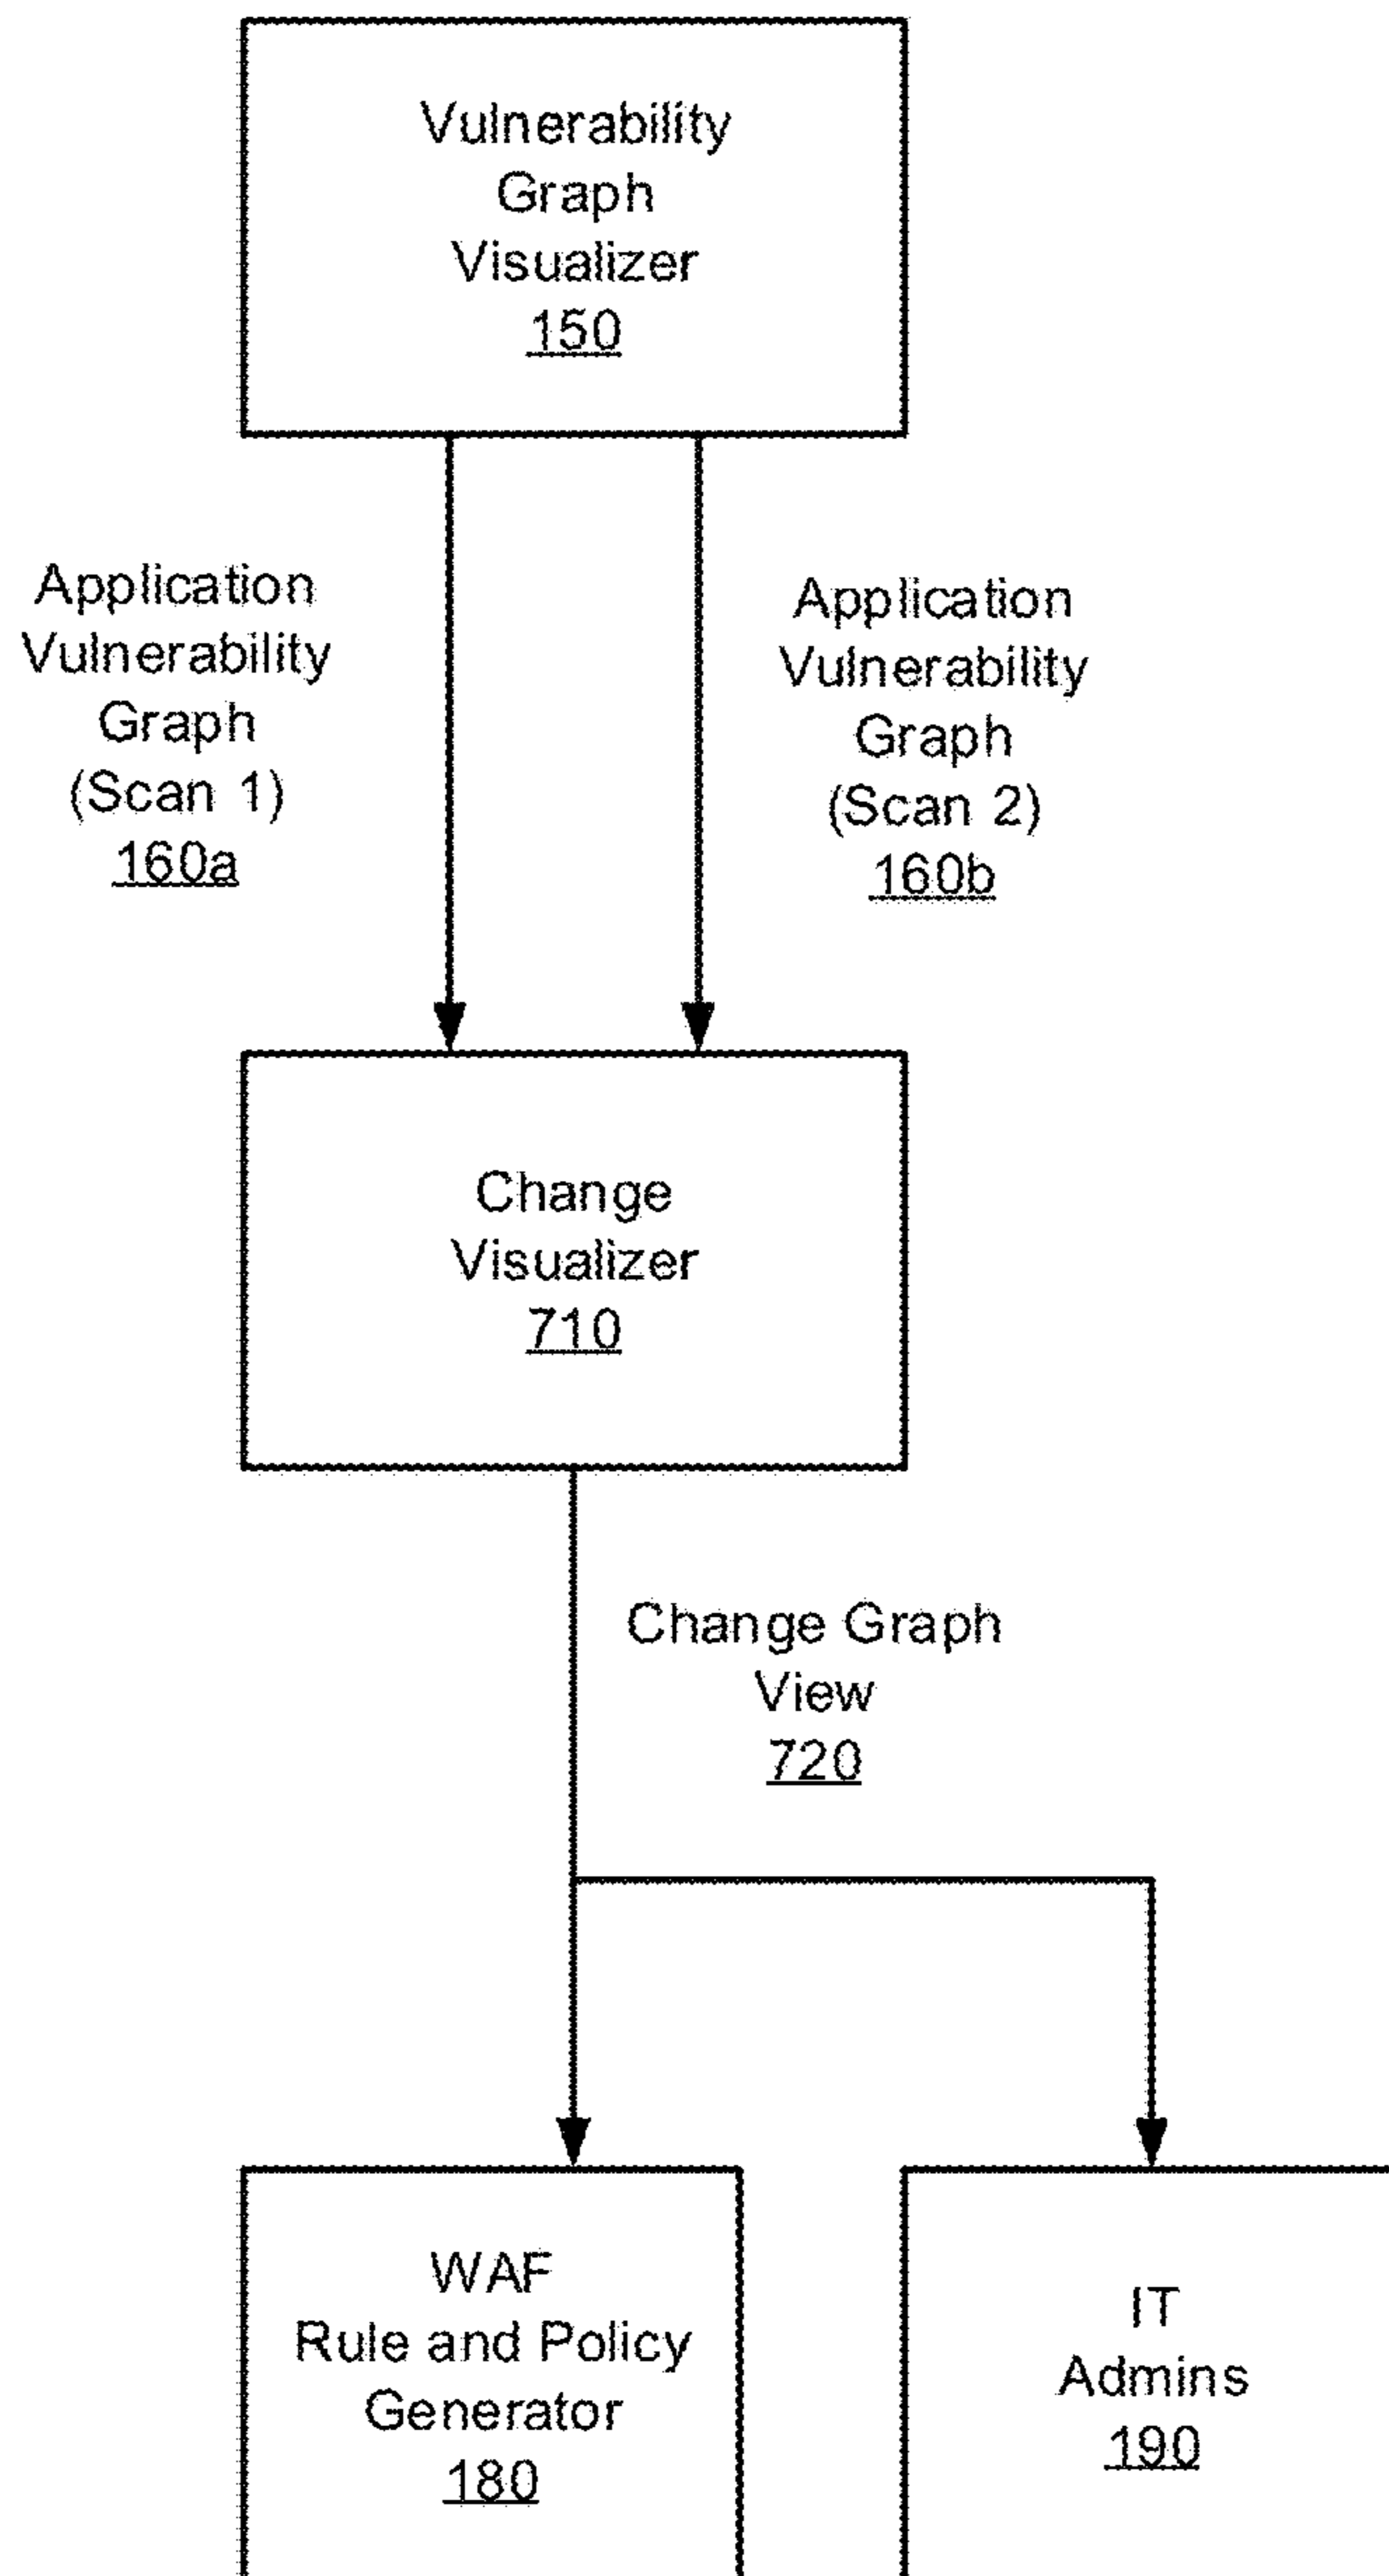 Vulnerability
Graph
Visualizer
150
Application
Vulnerability
Graph
(Scan 1)
160a
Application
Vulnerability
Graph
(Scan 2)
160b
Change
Visualizer
710
Change Graph
View
720
WAF
Rule and Policy
Generator
180
IT
Admins
190